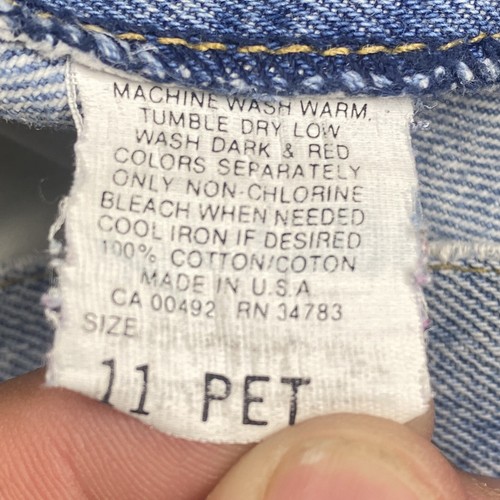 MACHINE WASH WARM,
TUMBLE DRY LOW
WASH DARK & RED
COLORS SEPARATELY
ONLY NON-CHLORINE
BLEACH WHEN NEEDED
COOL IRON IF DESIRED
100% COTTON/COTON
MADE IN U.S.A
CA 00492 RN 34783
SIZE
11 PET